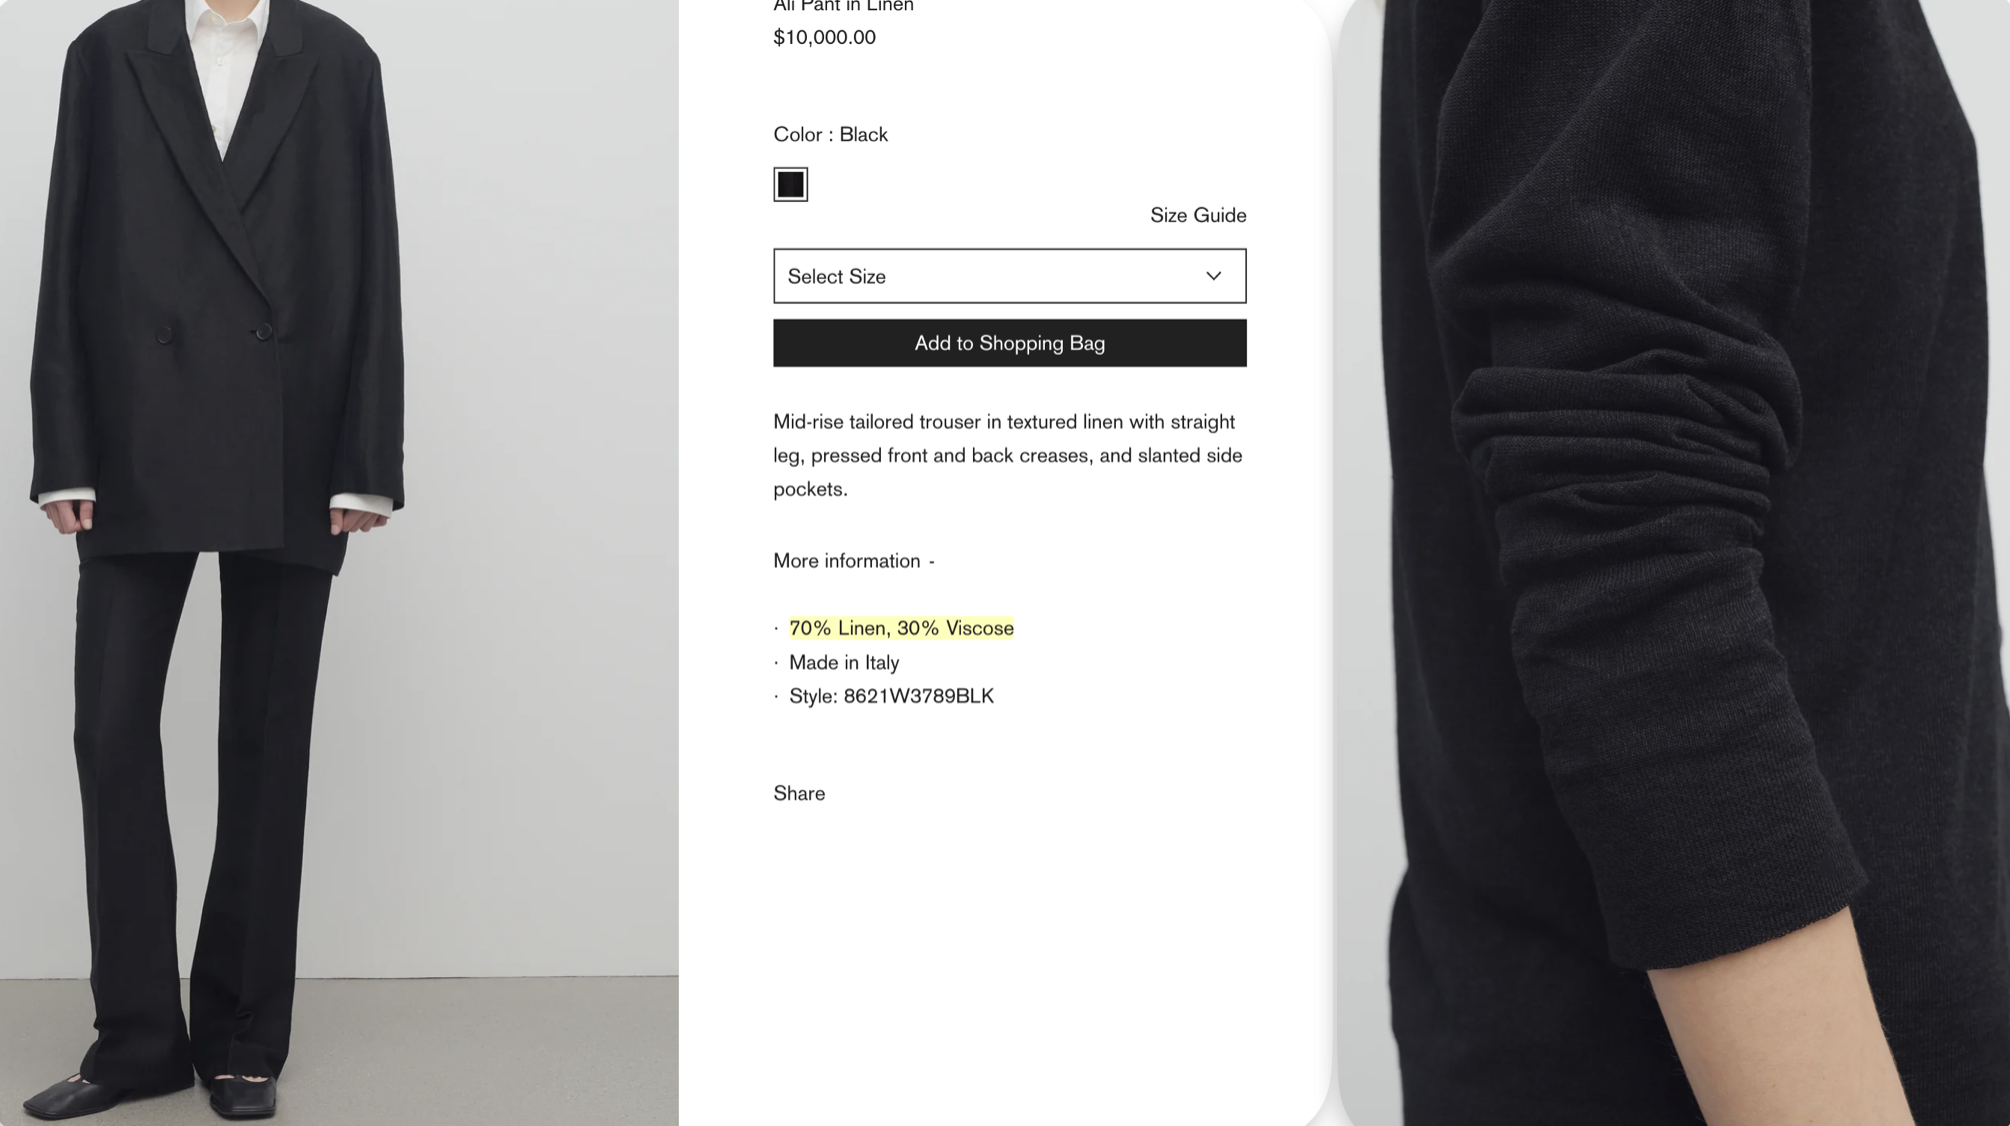 Ali Pant in Linen
$10,000.00
Color : Black
Size Guide
Select Size
Add to Shopping Bag
Mid-rise tailored trouser in textured linen with straight
leg, pressed front and back creases, and slanted side
pockets.
More information -
· 70% Linen, 30% Viscose
· Made in Italy
· Style: 8621W3789BLK
Share